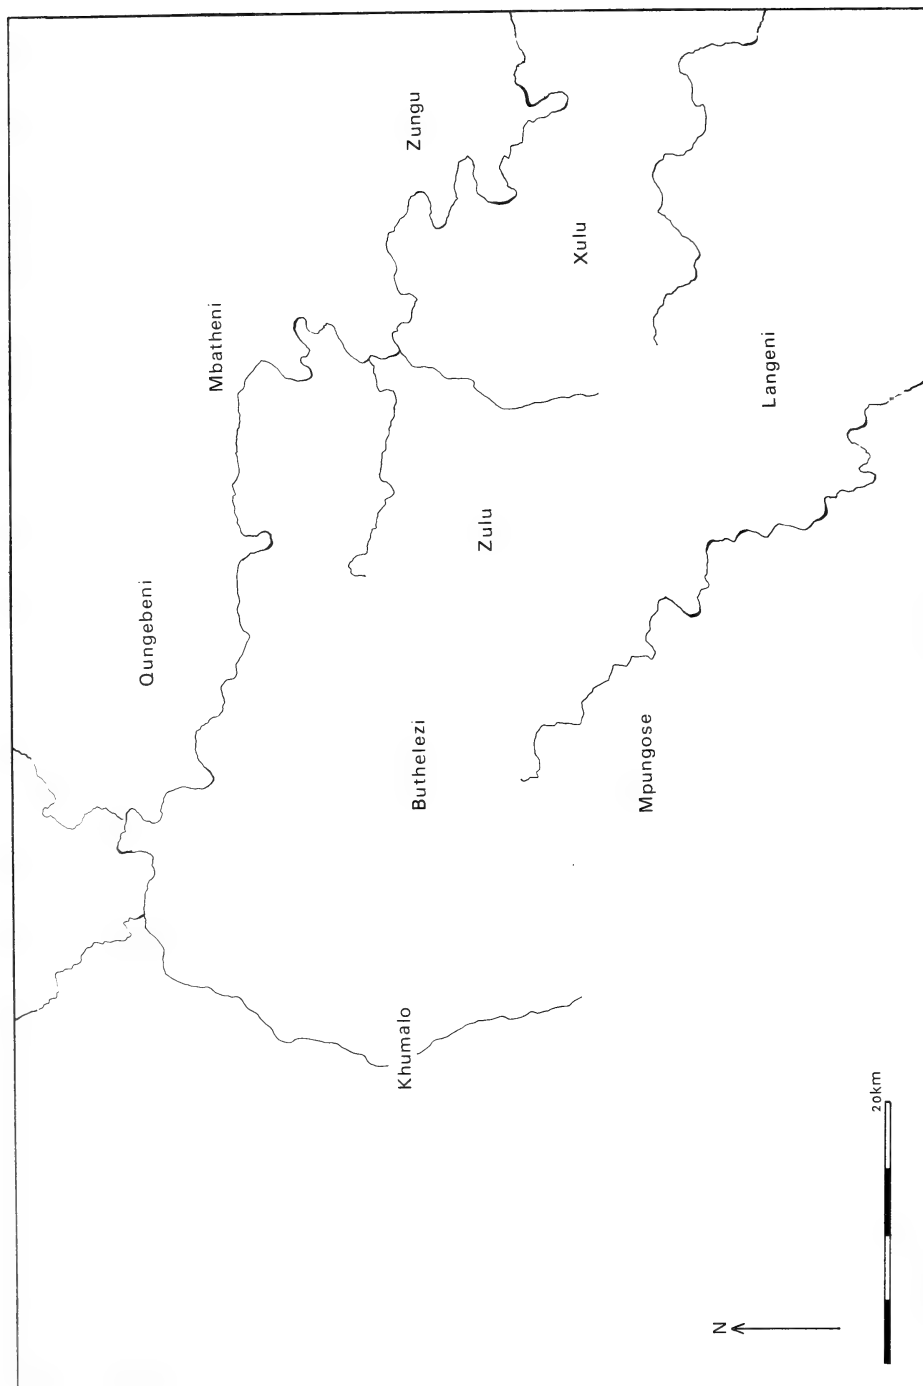 Qungebeni
Mbatheni
Khumalo
Buthelezi
Zungu
Zulu
Xulu
Mpungose
Langeni
N
20km